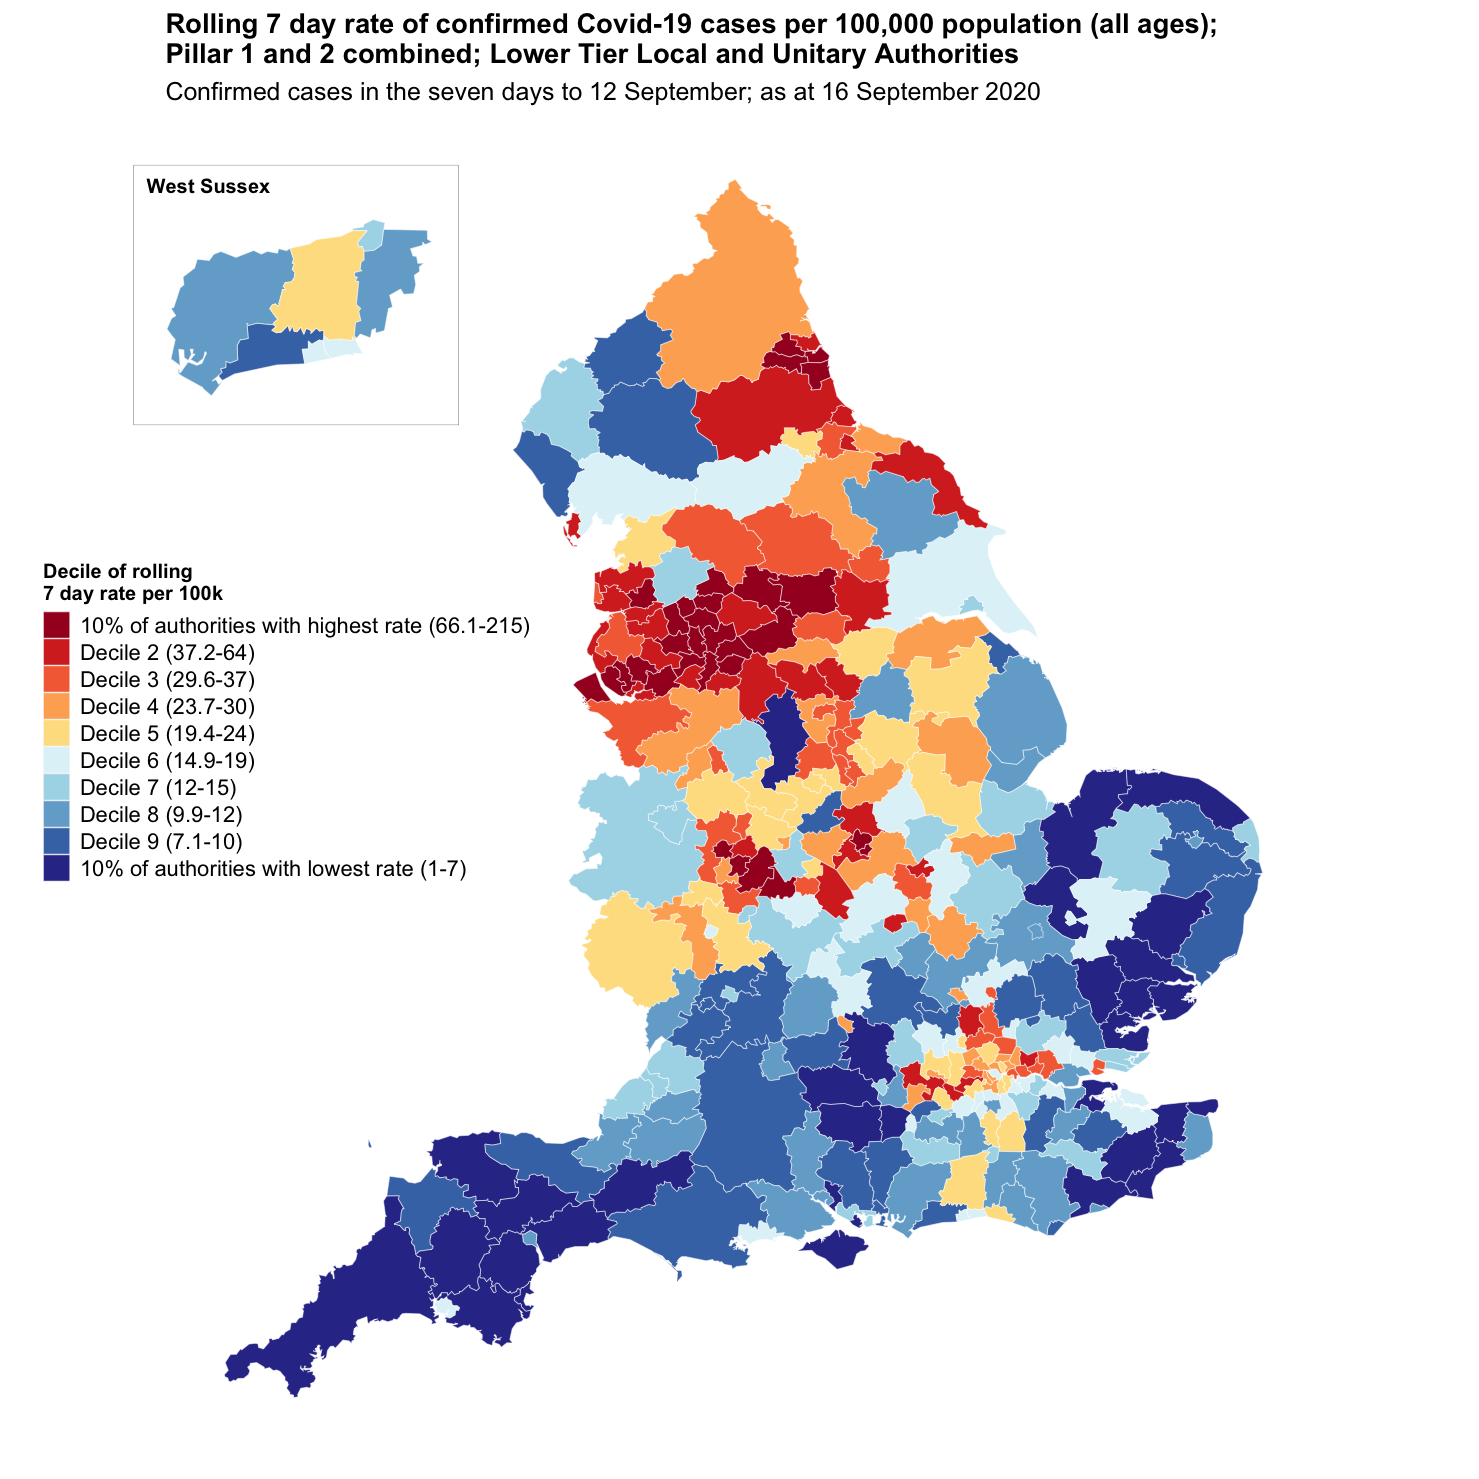 Rolling 7 day rate of confirmed Covid-19 cases per 100,000 population (all ages);
Pillar 1 and 2 combined; Lower Tier Local and Unitary Authorities
Confirmed cases in the seven days to 12 September; as at 16 September 2020
West Sussex
Decile of rolling
7 day rate per 100k
10% of authorities with highest rate (66.1-215)
Decile 2 (37.2-64)
Decile 3 (29.6-37)
Decile 4 (23.7-30)
Decile 5 (19.4-24)
Decile 6 (14.9-19)
Decile 7 (12-15)
Decile 8 (9.9-12)
Decile 9 (7.1-10)
10% of authorities with lowest rate (1-7)